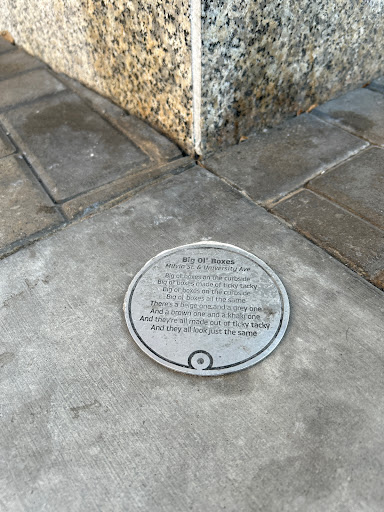 Big Ol' Boxes
Milvia St. & University Ave
Big ol' boxes on the curbside
Big ol' boxes made of ticky tacky
Big ol' boxes on the curbside
Big ol' boxes all the same
There's a beige one and a grey one
And a brown one and a khaki one
And they're all made out of ticky tacky
And they all look just the same